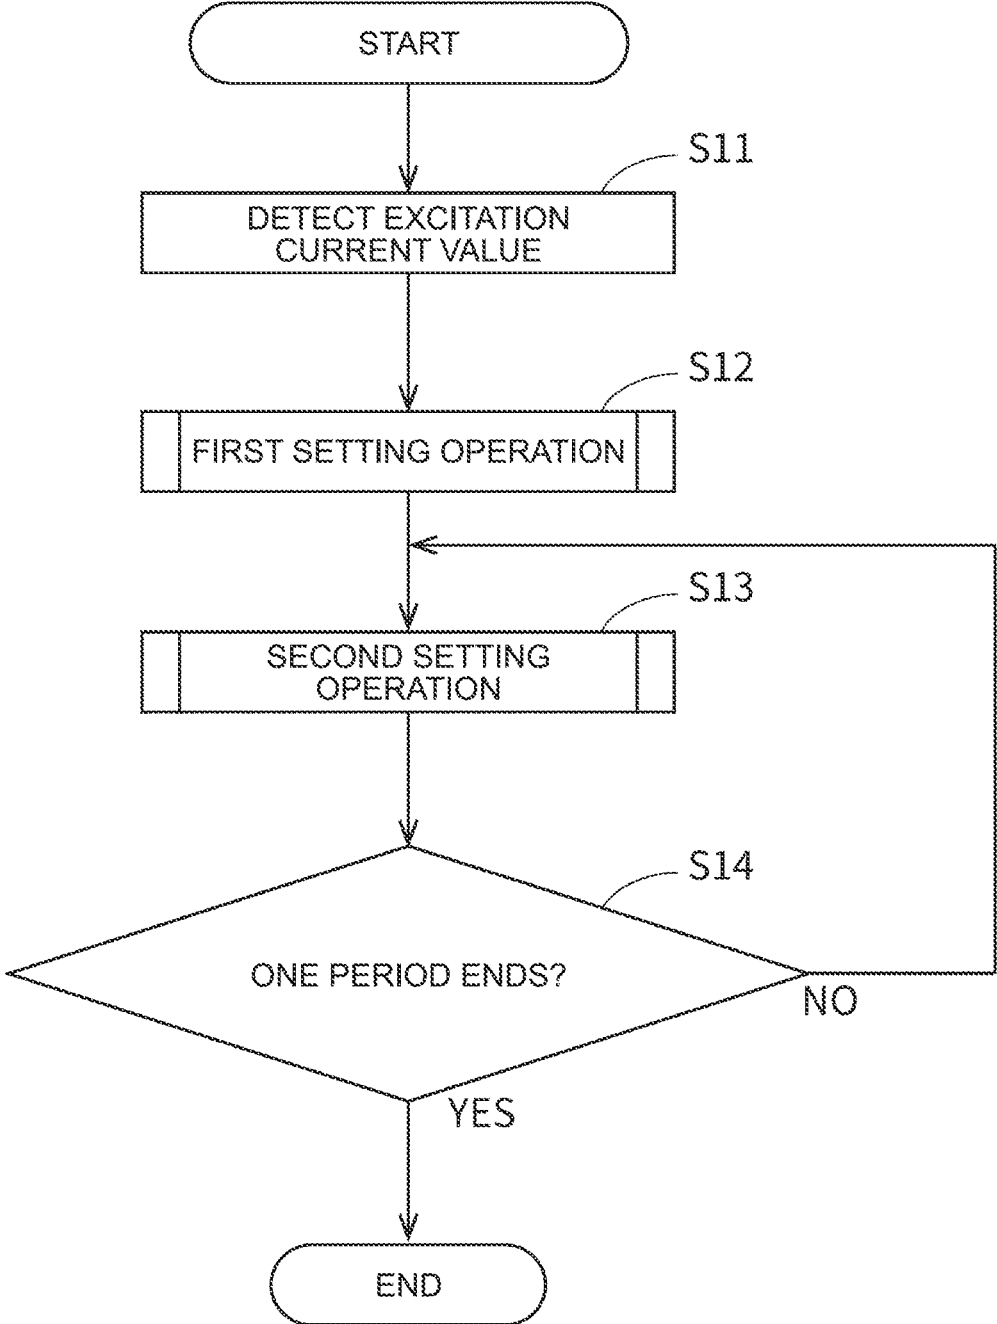 START
S11
DETECT EXCITATION
CURRENT VALUE
S12
FIRST SETTING OPERATION
S13
SECOND SETTING
OPERATION
S14
ONE PERIOD ENDS?
NO
YES
END